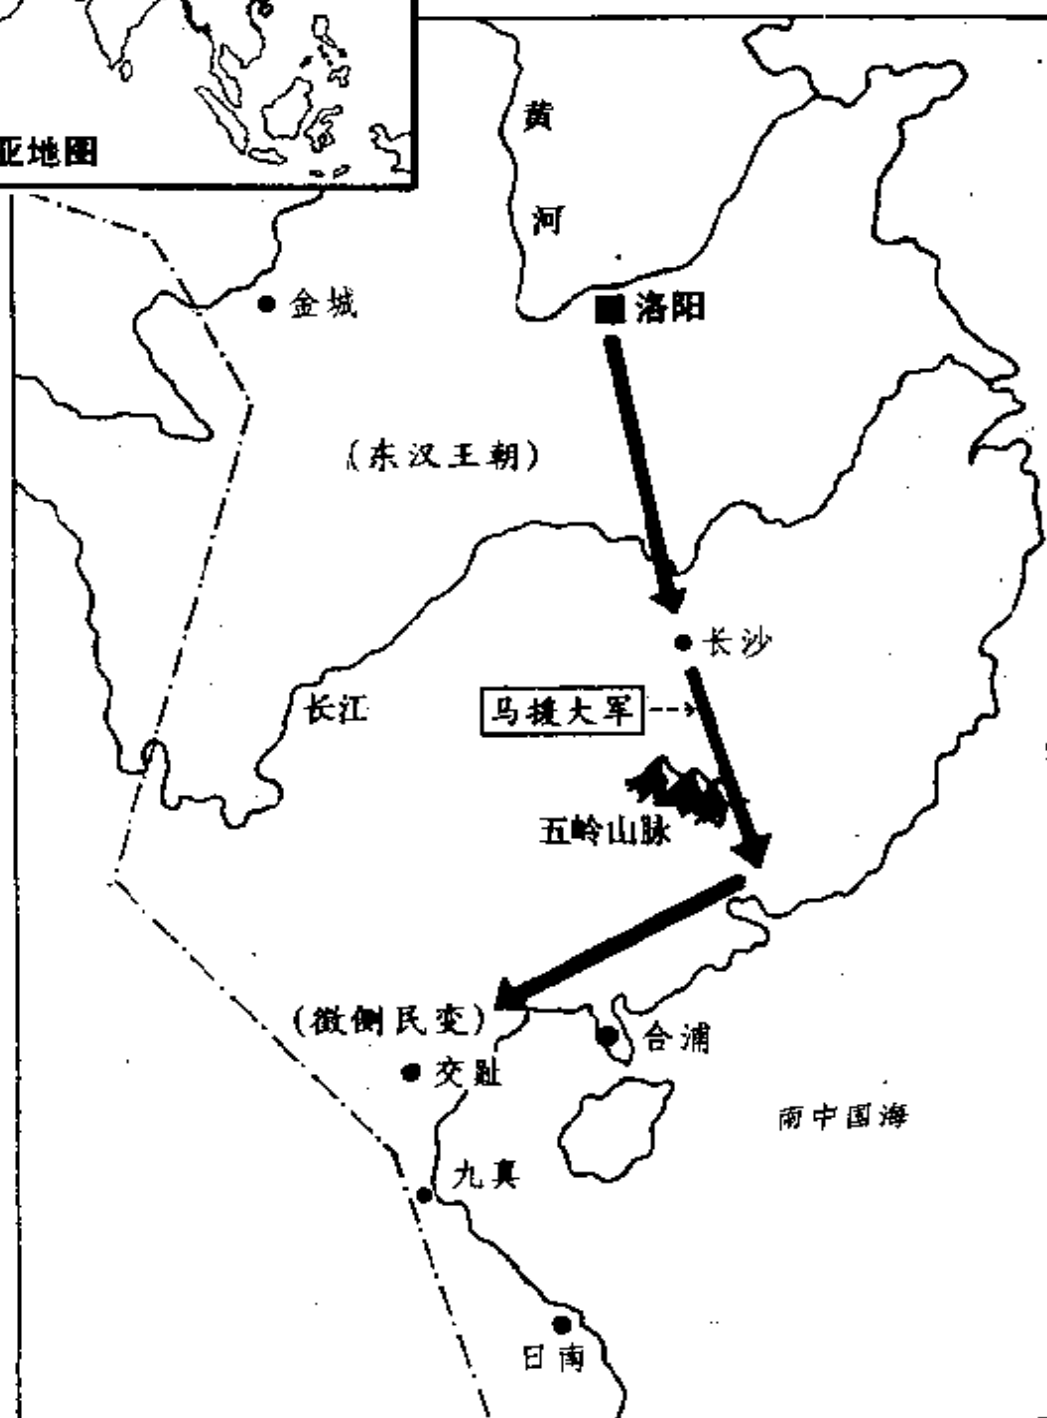 亚地图
黄
河
金城
洛阳
(东汉王朝)
长沙
长江
马援大军
五岭山脉
(徵侧民变)
合浦
交趾
南中国海
九真
日南